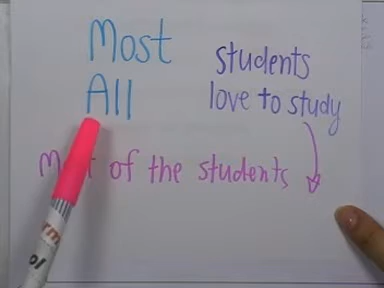 Most
All
students
love to study
of the students